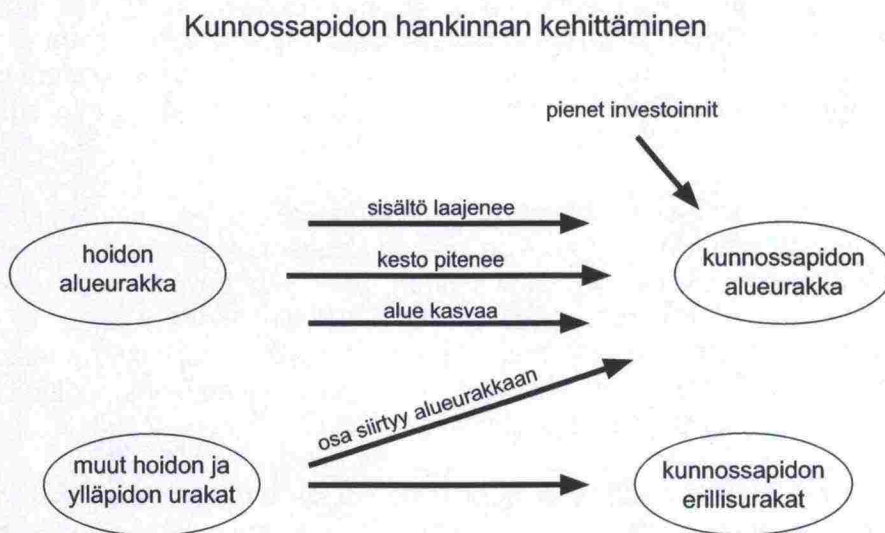 Kunnossapidon hankinnan kehittäminen
pienet investoinnit
sisältö laajenee
hoidon
alueurakka
kesto pitenee
kunnossapidon
alueurakka
alue kasvaa
osa siirtyy alueurakkaan
muut hoidon ja
ylläpidon urakat
kunnossapidon
erillisurakat